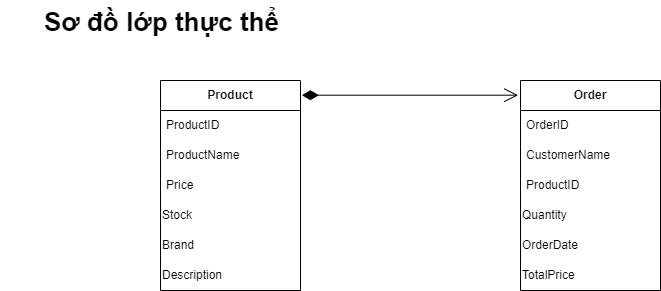 Sơ đồ lớp thực thể
Product
ProductID
ProductName
Price
Stock
Brand
Description
Order
OrderID
CustomerName
ProductID
Quantity
OrderDate
TotalPrice